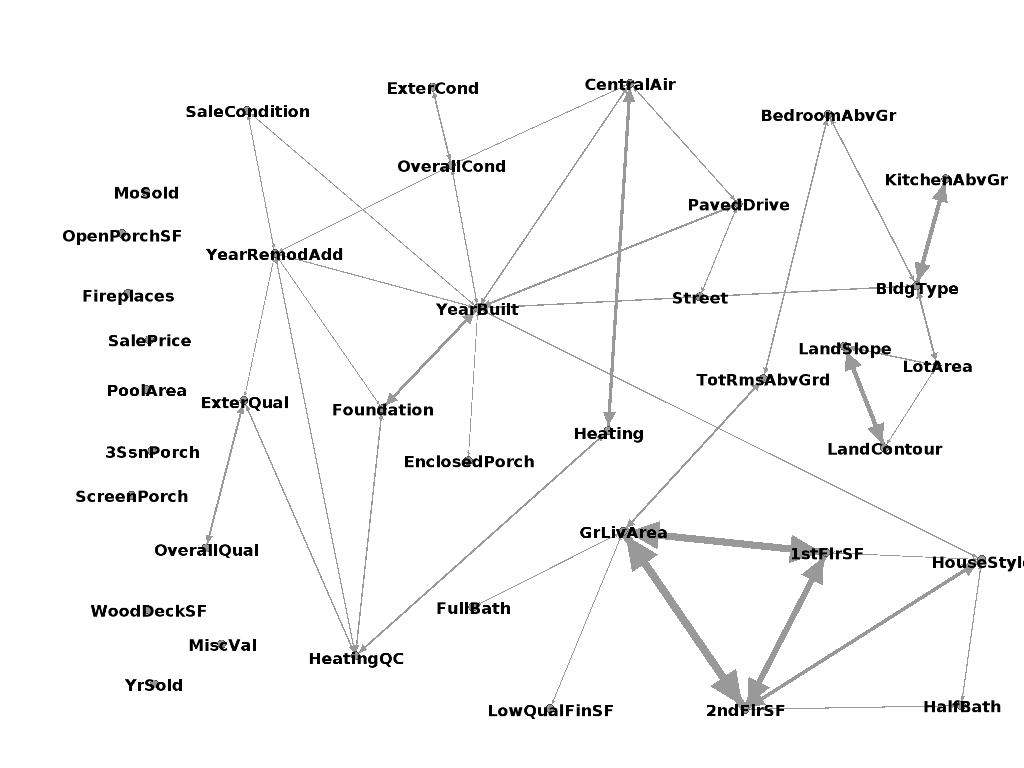 CentralAir
ExterCond
SaleCondition
BedroomAbvGr
OverallCond
KitchenAbvGr
MoSold
PavedDrive
OpenPorchSF
YearRemodAdd
BldgType
Fireplaces
Street
YearBuilt
SalePrice
LandSlope
LotArea
TotRmsAbvGrd
PoolArea
ExterQual
Foundation
Heating
LandContour
3SsnPorch
EnclosedPorch
ScreenPorch
GrLivArea
OverallQual
1stFlrSF
HouseStyle
FullBath
WoodDeckSF
MiscVal
HeatingQC
YrSold
HalfBath
LowQualFinSF
2ndFlrSF